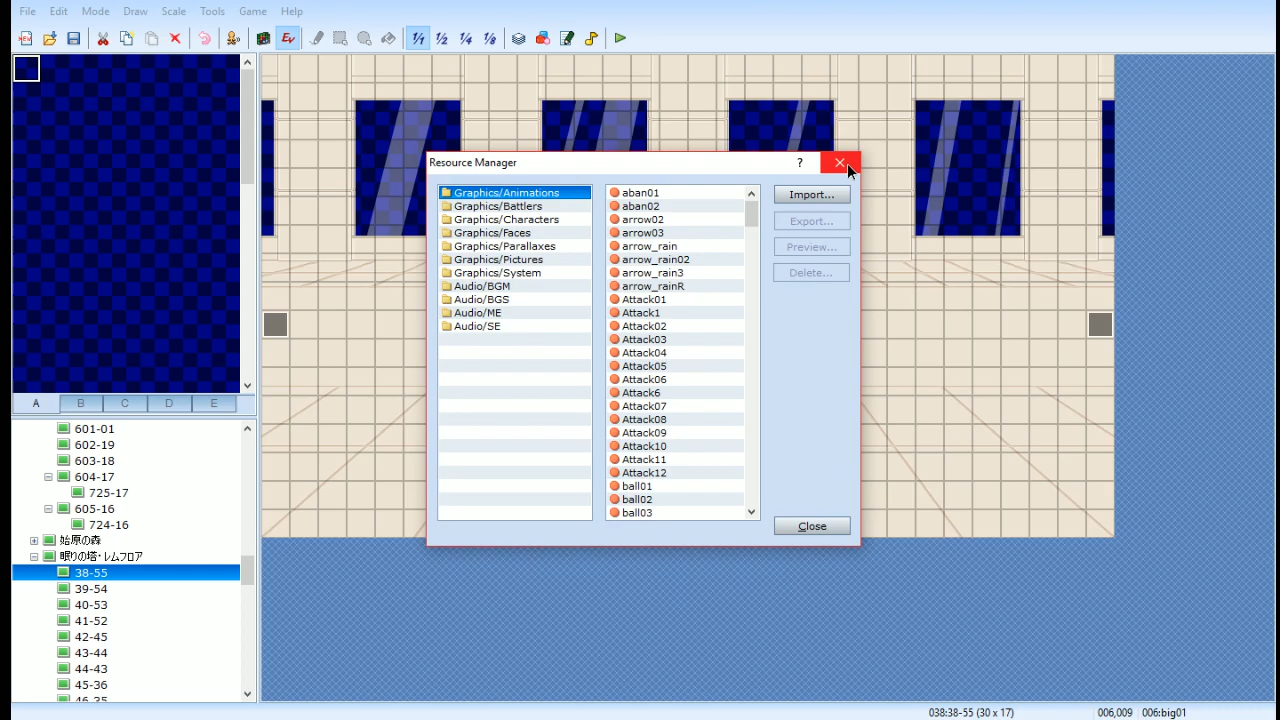 File Edit Mode Draw Scale Tools Game Help
NEW Ev 1/1 1/2 1/4 1/8
Resource Manager ?
Graphics/Animations
Graphics/Battlers
Graphics/Characters
Graphics/Faces
Graphics/Parallaxes
Graphics/Pictures
Graphics/System
Audio/BGM
Audio/BGS
Audio/ME
Audio/SE
aban01
aban02
arrow02
arrow03
arrow_rain
arrow_rain02
arrow_rain3
arrow_rainR
Attack01
Attack1
Attack02
Attack03
Attack04
Attack05
Attack06
Attack6
Attack07
Attack08
Attack09
Attack10
Attack11
Attack12
ball01
ball02
ball03
Import...
Export...
Preview...
Delete...
Close
A B C D E
601-01
602-19
603-18
604-17
725-17
605-16
724-16
始原の森
眠りの塔・レムフロア
38-55
39-54
40-53
41-52
42-45
43-44
44-43
45-36
46-35
038:38-55 (30 x 17) 006,009 006:big01